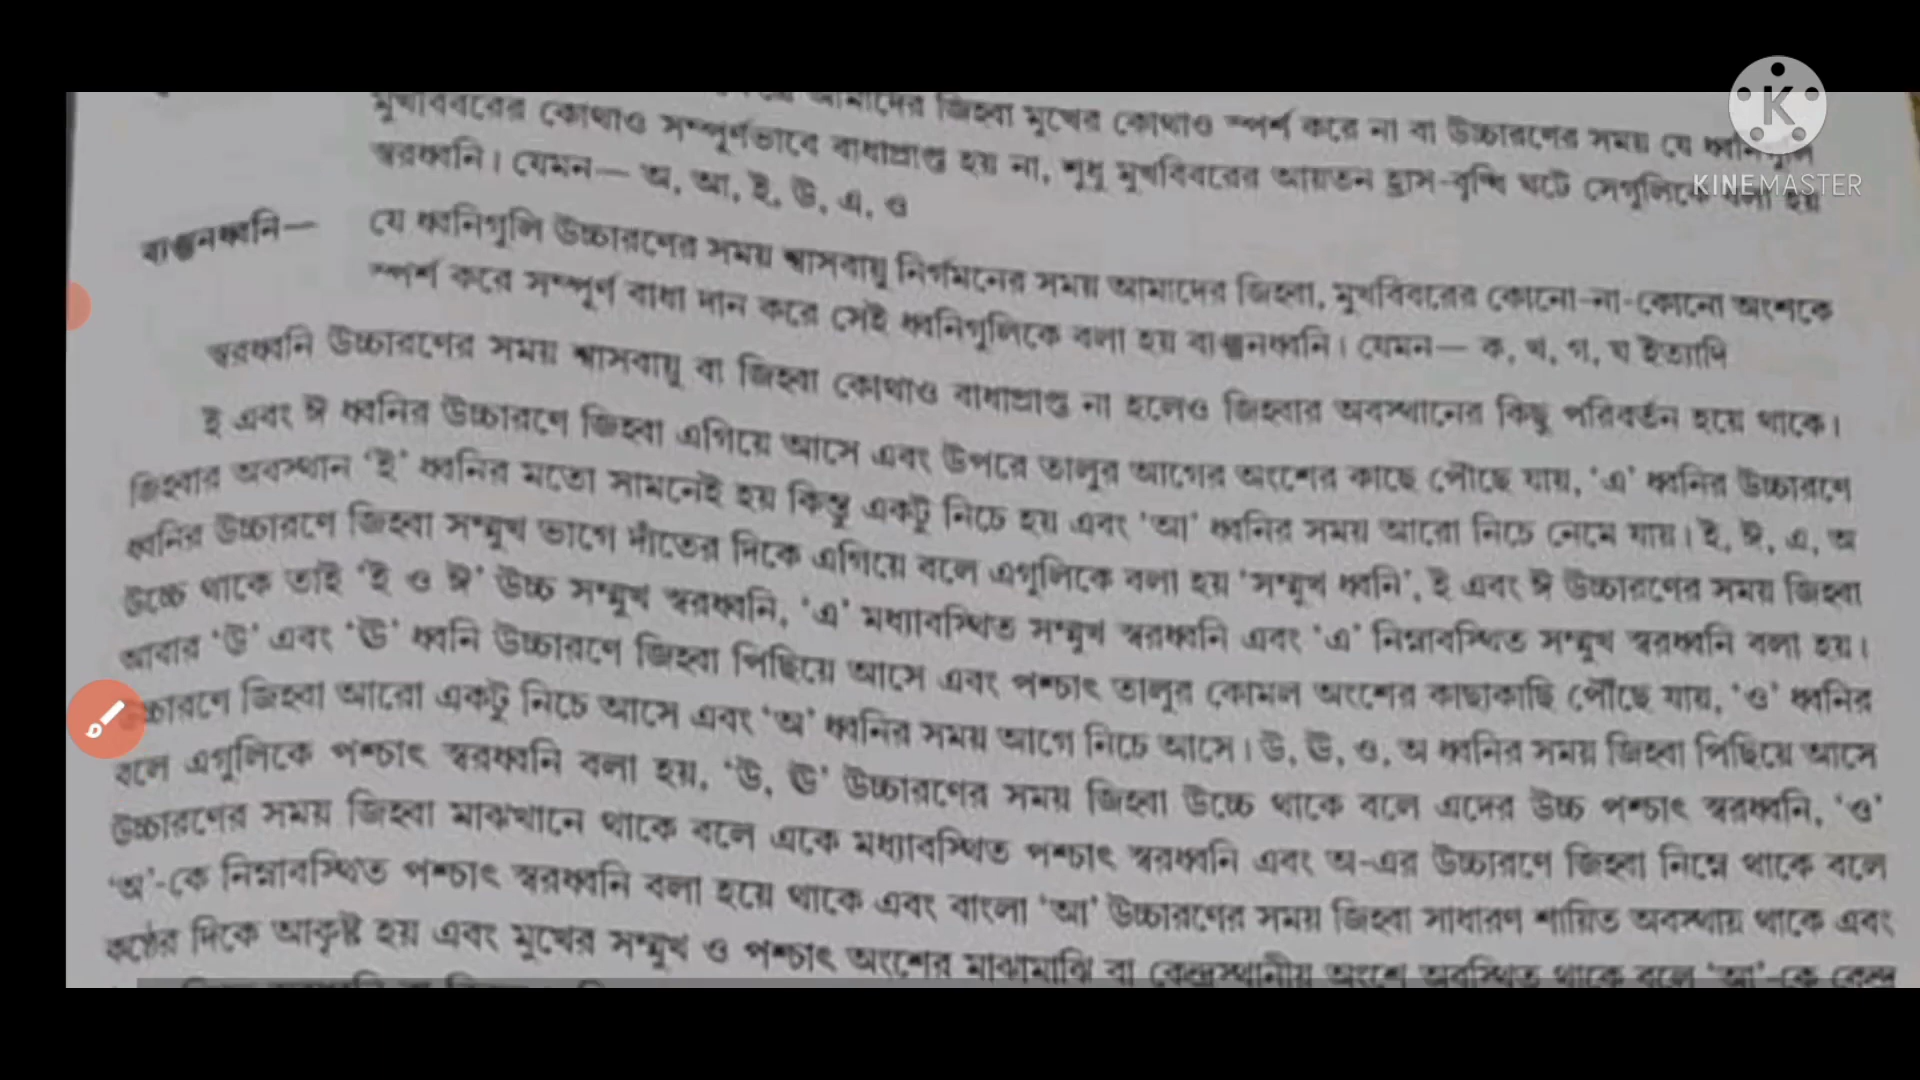 আমাদের জিহ্বা মুখের কোথাও স্পর্শ করে না বা উচ্চারণের সময় যে ধ্বনিগুলি
মুখবিবরের কোথাও সম্পূর্ণভাবে বাধাপ্রাপ্ত হয় না, শুধু মুখবিবরের আয়তন হ্রাস-বৃদ্ধি ঘটে সেগুলিকে বলা হয়
স্বরধ্বনি। যেমন— অ, আ, ই, উ, এ, ও
ব্যঞ্জনধ্বনি— যে ধ্বনিগুলি উচ্চারণের সময় শ্বাসবায়ু নির্গমনের সময় আমাদের জিহ্বা, মুখবিবরের কোনো-না-কোনো অংশকে
স্পর্শ করে সম্পূর্ণ বাধা দান করে সেই ধ্বনিগুলিকে বলা হয় ব্যঞ্জনধ্বনি। যেমন— ক, খ, গ, ঘ ইত্যাদি
স্বরধ্বনি উচ্চারণের সময় শ্বাসবায়ু বা জিহ্বা কোথাও বাধাপ্রাপ্ত না হলেও জিহ্বার অবস্থানের কিছু পরিবর্তন হয়ে থাকে।
ই এবং ঈ ধ্বনির উচ্চারণে জিহ্বা এগিয়ে আসে এবং উপরে তালুর আগের অংশের কাছে পৌঁছে যায়, ‘এ’ ধ্বনির উচ্চারণে
জিহ্বার অবস্থান ‘ই’ ধ্বনির মতো সামনেই হয় কিন্তু একটু নিচে হয় এবং ‘আ’ ধ্বনির সময় আরো নিচে নেমে যায়। ই, ঈ, এ, অ
ধ্বনির উচ্চারণে জিহ্বা সম্মুখ ভাগে দাঁতের দিকে এগিয়ে বলে এগুলিকে বলা হয় ‘সম্মুখ ধ্বনি’, ই এবং ঈ উচ্চারণের সময় জিহ্বা
উচ্চে থাকে তাই ‘ই ও ঈ’ উচ্চ সম্মুখ স্বরধ্বনি, ‘এ’ মধ্যাবস্থিত সম্মুখ স্বরধ্বনি এবং ‘এ’ নিম্নাবস্থিত সম্মুখ স্বরধ্বনি বলা হয়।
আবার ‘উ’ এবং ‘ঊ’ ধ্বনি উচ্চারণে জিহ্বা পিছিয়ে আসে এবং পশ্চাৎ তালুর কোমল অংশের কাছাকাছি পৌঁছে যায়, ‘ও’ ধ্বনির
উচ্চারণে জিহ্বা আরো একটু নিচে আসে এবং ‘অ’ ধ্বনির সময় আগে নিচে আসে। উ, ঊ, ও, অ ধ্বনির সময় জিহ্বা পিছিয়ে আসে
বলে এগুলিকে পশ্চাৎ স্বরধ্বনি বলা হয়, ‘উ, ঊ’ উচ্চারণের সময় জিহ্বা উচ্চে থাকে বলে এদের উচ্চ পশ্চাৎ স্বরধ্বনি, ‘ও’
উচ্চারণের সময় জিহ্বা মাঝখানে থাকে বলে একে মধ্যাবস্থিত পশ্চাৎ স্বরধ্বনি এবং অ-এর উচ্চারণে জিহ্বা নিম্নে থাকে বলে
‘অ’-কে নিম্নাবস্থিত পশ্চাৎ স্বরধ্বনি বলা হয়ে থাকে এবং বাংলা ‘আ’ উচ্চারণের সময় জিহ্বা সাধারণ শায়িত অবস্থায় থাকে এবং
কণ্ঠের দিকে আকৃষ্ট হয় এবং মুখের সম্মুখ ও পশ্চাৎ অংশের মাঝামাঝি বা কেন্দ্রস্থানীয় অংশে অবস্থিত থাকে বলে ‘আ’-কে
KINEMASTER